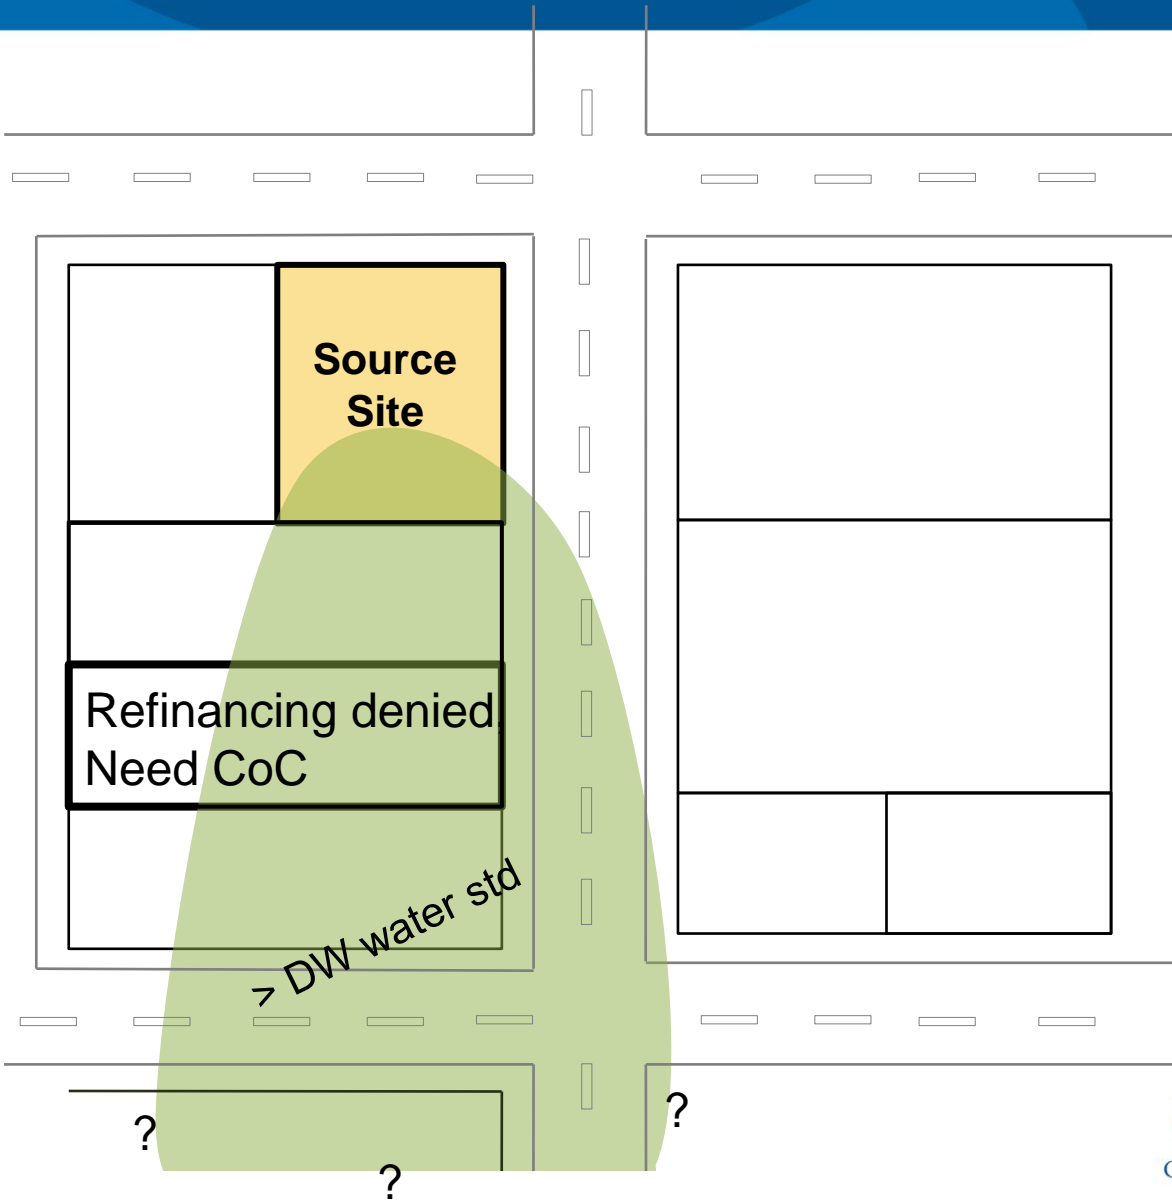 Source
Site
Refinancing denied.
Need CoC
> DW water std
?
?
?